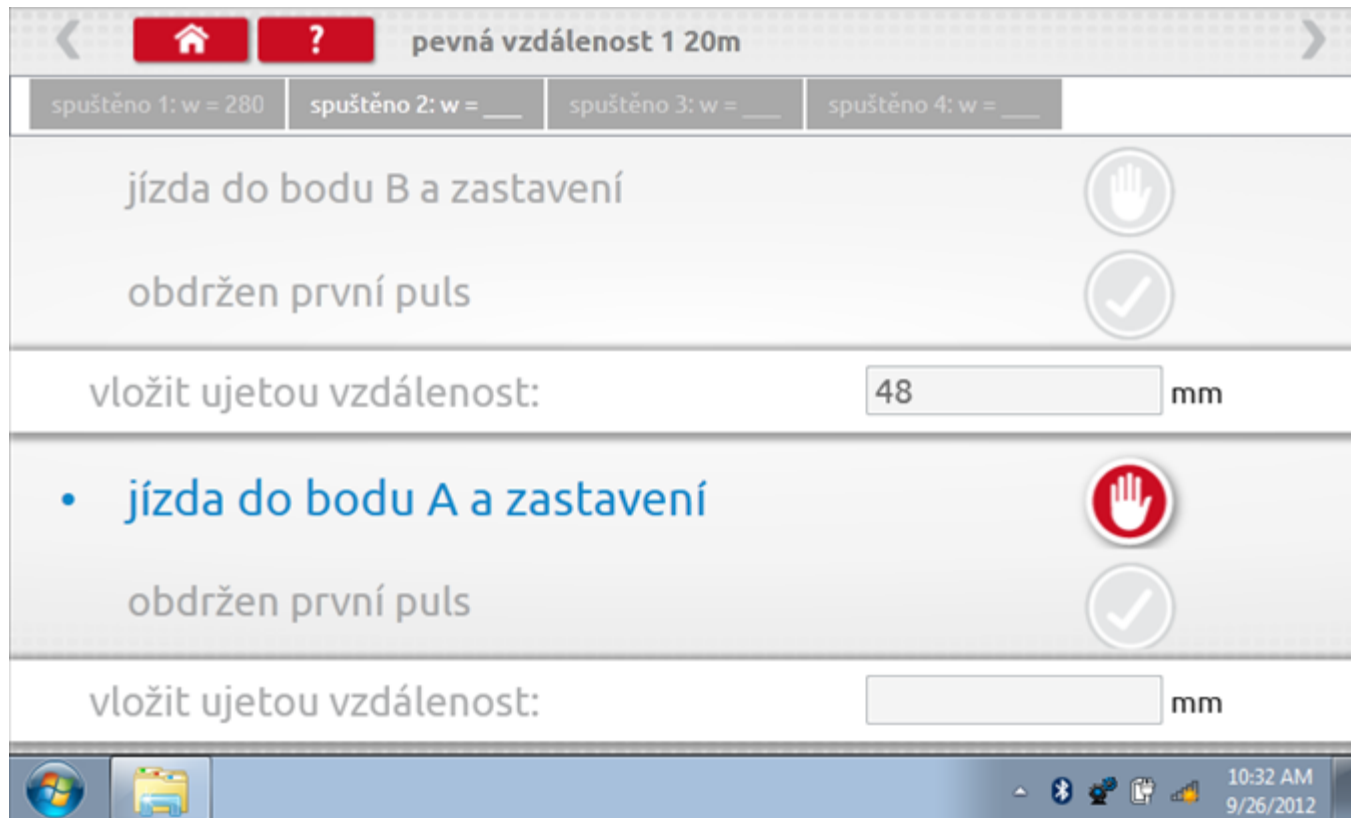 ? pevná vzdálenost 1 20m
spuštěno 1: w = 280 spuštěno 2: w = ___ spuštěno 3: w = ___ spuštěno 4: w = ___
jízda do bodu B a zastavení
obdržen první puls
vložit ujetou vzdálenost: 48 mm
• jízda do bodu A a zastavení
obdržen první puls
vložit ujetou vzdálenost: mm
10:32 AM
9/26/2012